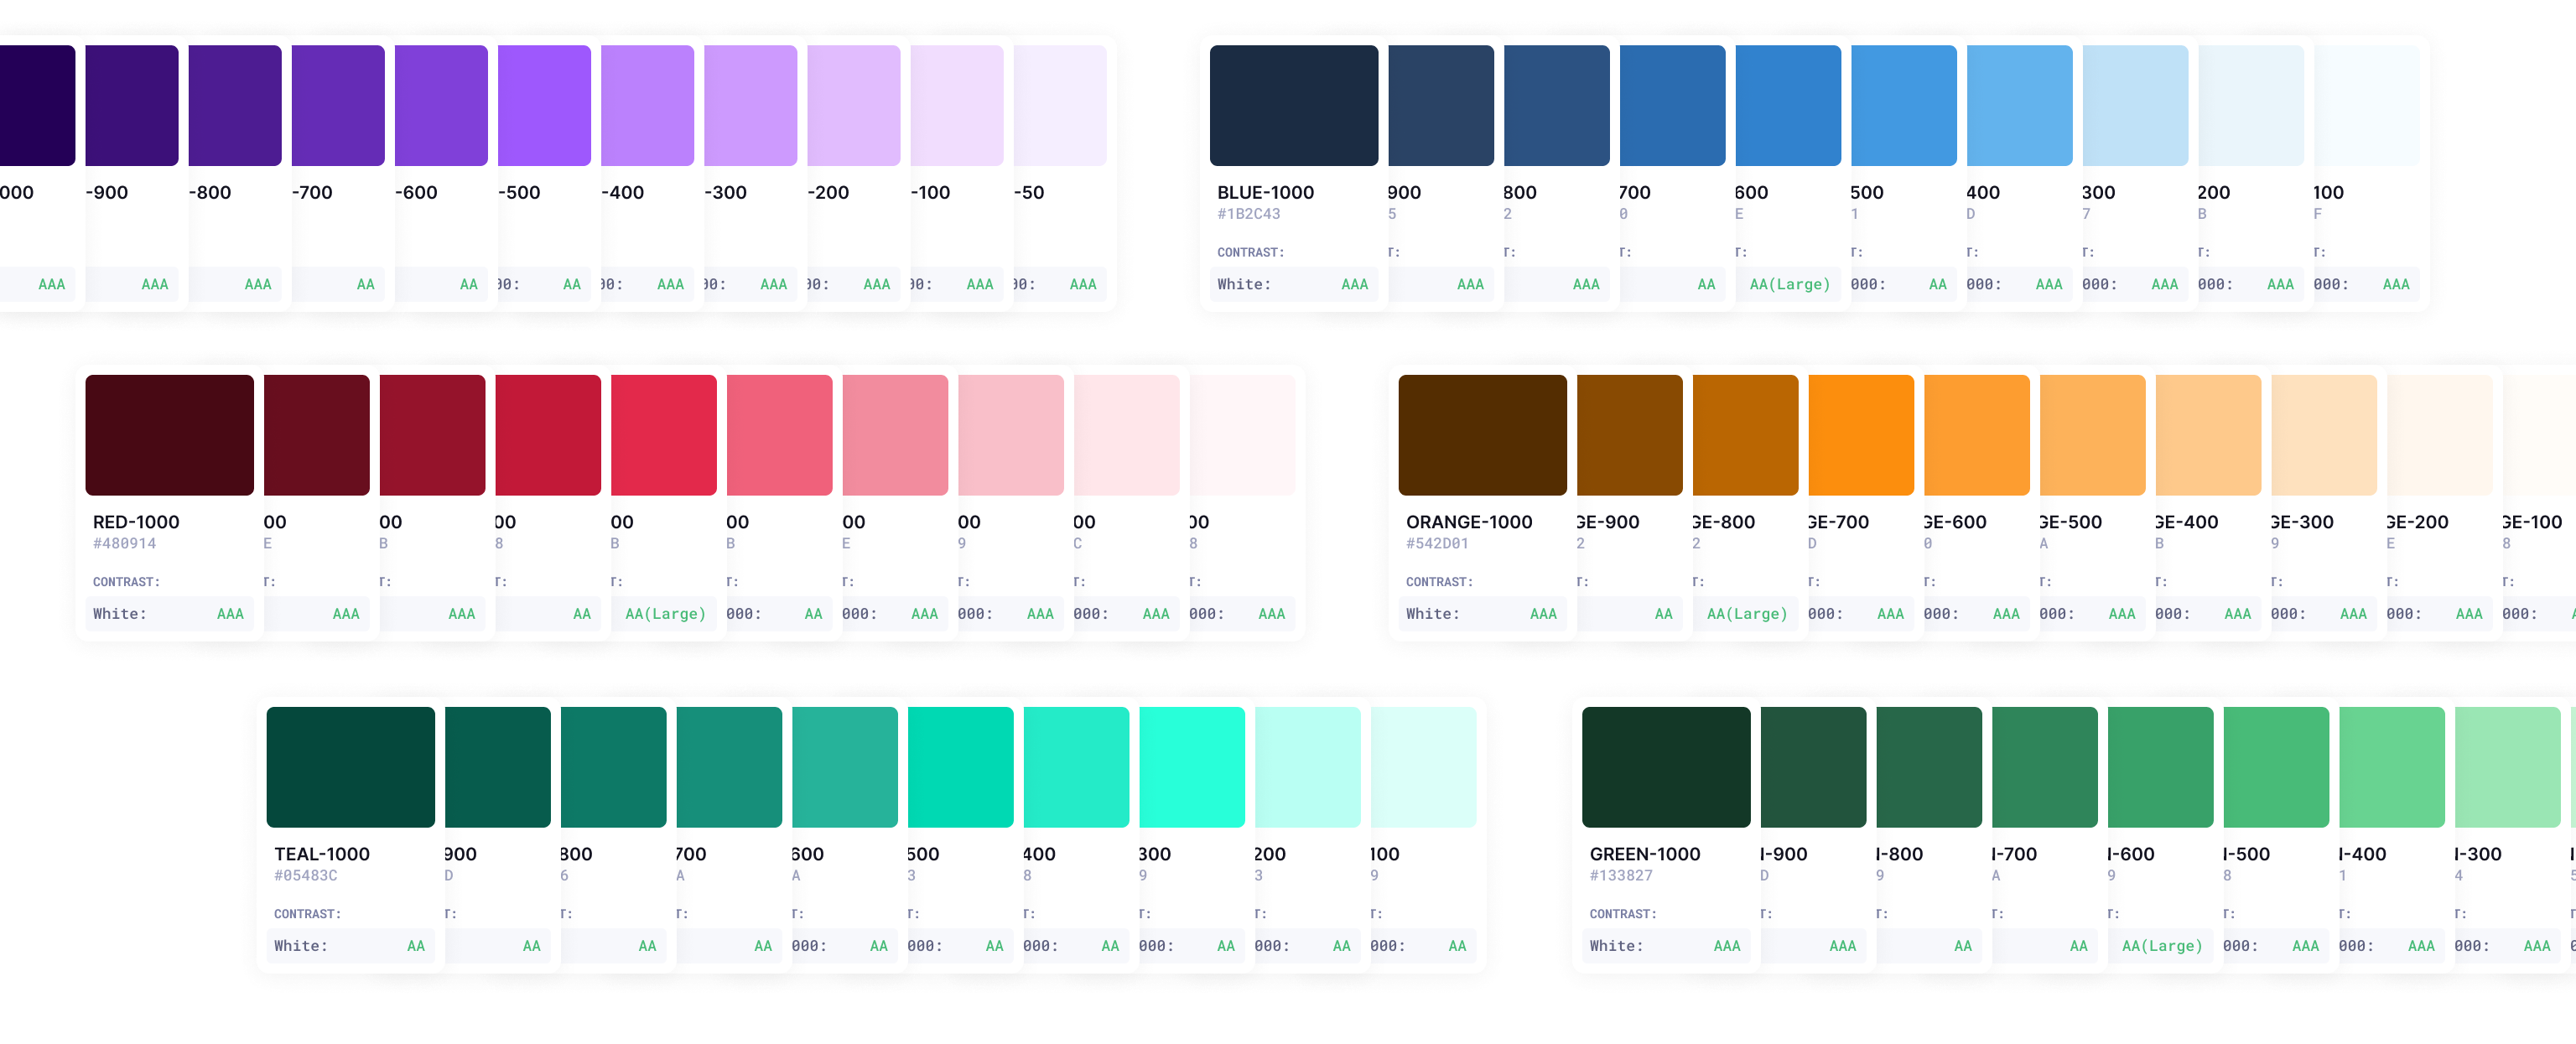 000 -900 -800 -700 -600 -500 -400 -300 -200 -100 -50
AAA AAA AAA AA AA 00: AA 00: AAA 00: AAA 00: AAA 00: AAA 00: AAA
BLUE-1000 900 800 700 600 500 400 300 200 100
#1B2C43 5 2 0 E 1 D 7 B F
CONTRAST: T: T: T: T: T: T: T: T: T:
White: AAA AAA AAA AA AA(Large) 000: AA 000: AAA 000: AAA 000: AAA 000: AAA
RED-1000 00 00 00 00 00 00 00 00 00
#480914 E B 8 B B E 9 C 8
CONTRAST: T: T: T: T: T: T: T: T: T:
White: AAA AAA AAA AA AA(Large) 000: AA 000: AAA 000: AAA 000: AAA 000: AAA
ORANGE-1000 GE-900 GE-800 GE-700 GE-600 GE-500 GE-400 GE-300 GE-200 GE-100
#542D01 2 2 D 0 A B 9 E 8
CONTRAST: T: T: T: T: T: T: T: T: T:
White: AAA AA AA(Large) 000: AAA 000: AAA 000: AAA 000: AAA 000: AAA 000: AAA 000:
TEAL-1000 900 800 700 600 500 400 300 200 100
#05483C D 6 A A 3 8 9 3 9
CONTRAST: T: T: T: T: T: T: T: T: T:
White: AA AA AA AA 000: AA 000: AA 000: AA 000: AA 000: AA 000: AA
GREEN-1000 -900 -800 -700 -600 -500 -400 -300
#133827 D 9 A 9 8 1 4
CONTRAST: T: T: T: T: T: T: T:
White: AAA AAA AA AA AA(Large) 000: AAA 000: AAA 000: AAA